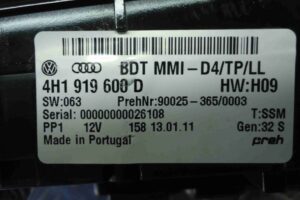 BDT MMI-D4/TP/LL
4H1 919 600 D HW:H09
SW:063 PrehNr:90025-365/0003
Serial: 00000000026108 T:SSM
PP1 12V 158 13.01.11 Gen:32 S
Made in Portugal preh